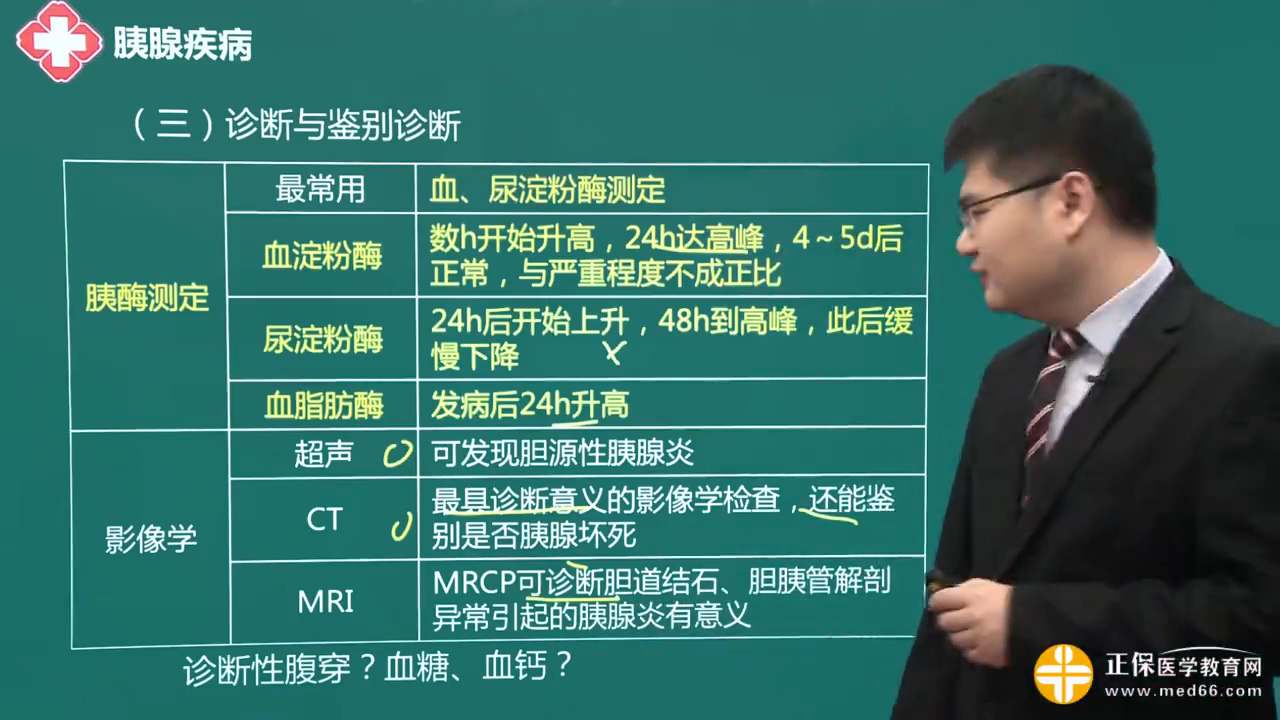 胰腺疾病
（三）诊断与鉴别诊断
胰酶测定
最常用
血、尿淀粉酶测定
血淀粉酶
数h开始升高，24h达高峰，4～5d后
正常，与严重程度不成正比
尿淀粉酶
24h后开始上升，48h到高峰，此后缓
慢下降
血脂肪酶
发病后24h升高
影像学
超声
可发现胆源性胰腺炎
CT
最具诊断意义的影像学检查，还能鉴
别是否胰腺坏死
MRI
MRCP可诊断胆道结石、胆胰管解剖
异常引起的胰腺炎有意义
诊断性腹穿？血糖、血钙？
正保医学教育网
www.med66.com